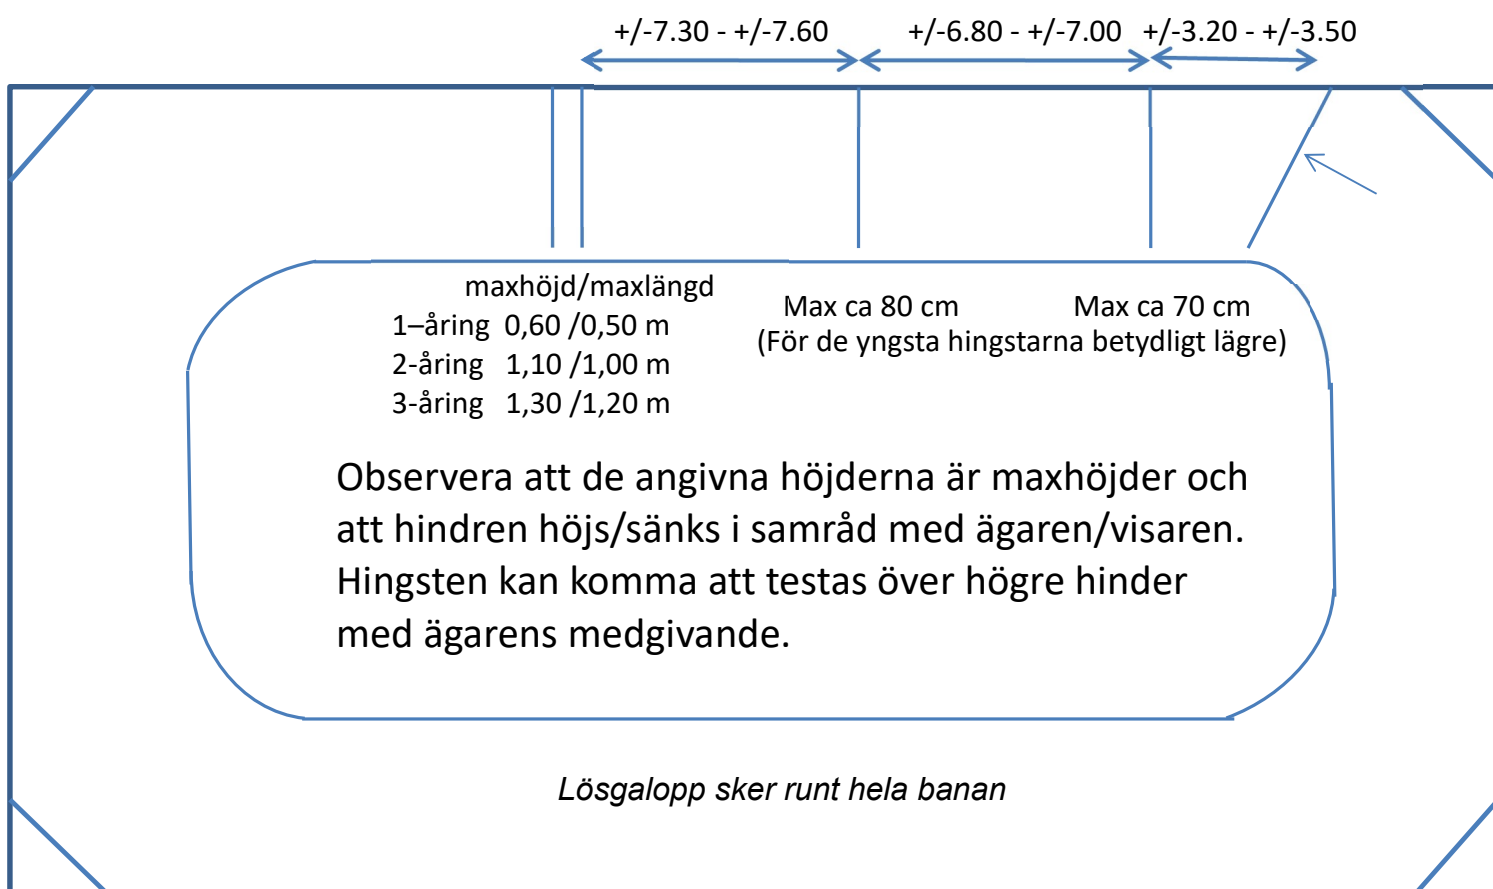 +/-7.30 - +/-7.60 +/-6.80 - +/-7.00 +/-3.20 - +/-3.50
maxhöjd/maxlängd
1–åring 0,60 /0,50 m
2-åring 1,10 /1,00 m
3-åring 1,30 /1,20 m
Max ca 80 cm Max ca 70 cm
(För de yngsta hingstarna betydligt lägre)
Observera att de angivna höjderna är maxhöjder och
att hindren höjs/sänks i samråd med ägaren/visaren.
Hingsten kan komma att testas över högre hinder
med ägarens medgivande.
Lösgalopp sker runt hela banan